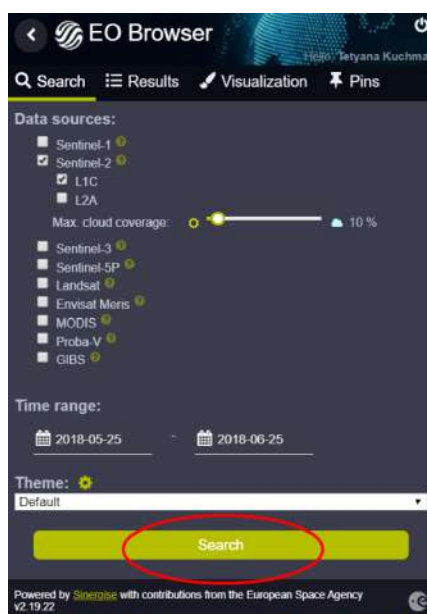 EO Browser
Hello, Tetyana Kuchma
Search Results Visualization Pins
Data sources:
Sentinel-1
Sentinel-2
L1C
L2A
Max. cloud coverage: 10 %
Sentinel-3
Sentinel-5P
Landsat
Envisat Meris
MODIS
Proba-V
GIBS
Time range:
2018-05-25 - 2018-06-25
Theme:
Default
Search
Powered by Sinergise with contributions from the European Space Agency
v2.19.22